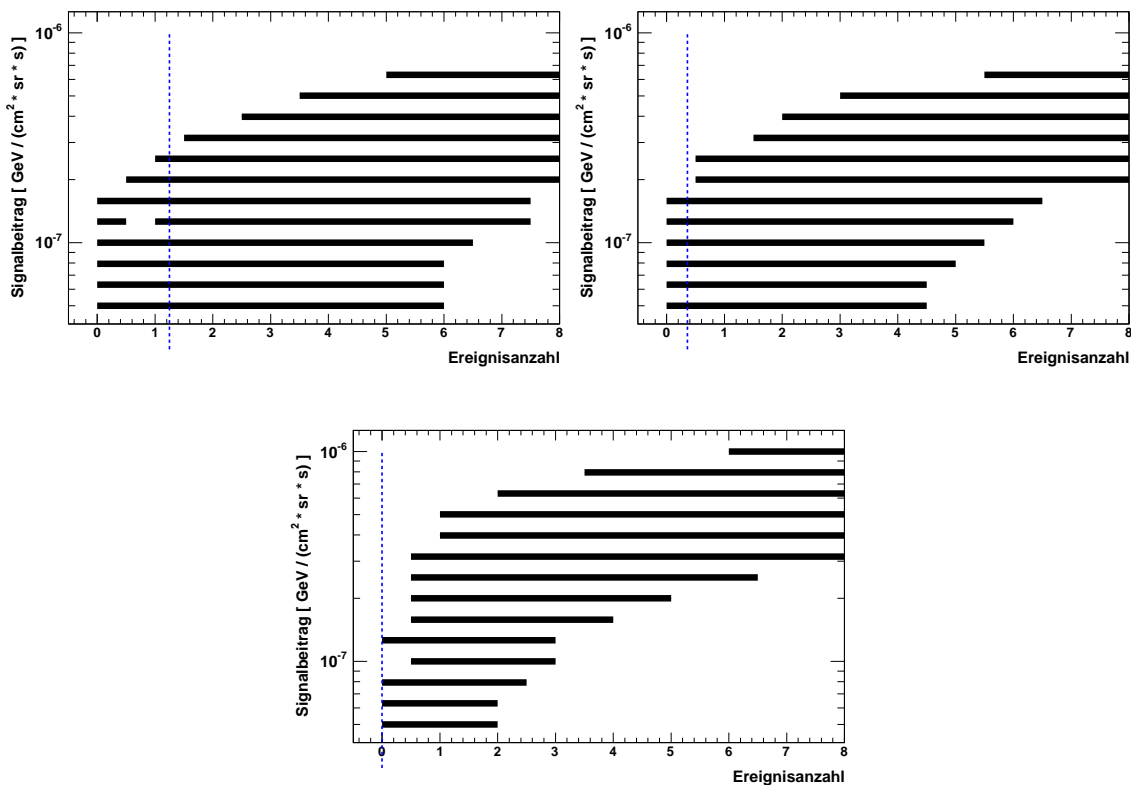 Signalbeitrag [ GeV / (cm² * sr * s) ]
10⁻⁶
10⁻⁷
0 1 2 3 4 5 6 7 8
Ereignisanzahl
Signalbeitrag [ GeV / (cm² * sr * s) ]
10⁻⁶
10⁻⁷
0 1 2 3 4 5 6 7 8
Ereignisanzahl
Signalbeitrag [ GeV / (cm² * sr * s) ]
10⁻⁶
10⁻⁷
0 1 2 3 4 5 6 7 8
Ereignisanzahl